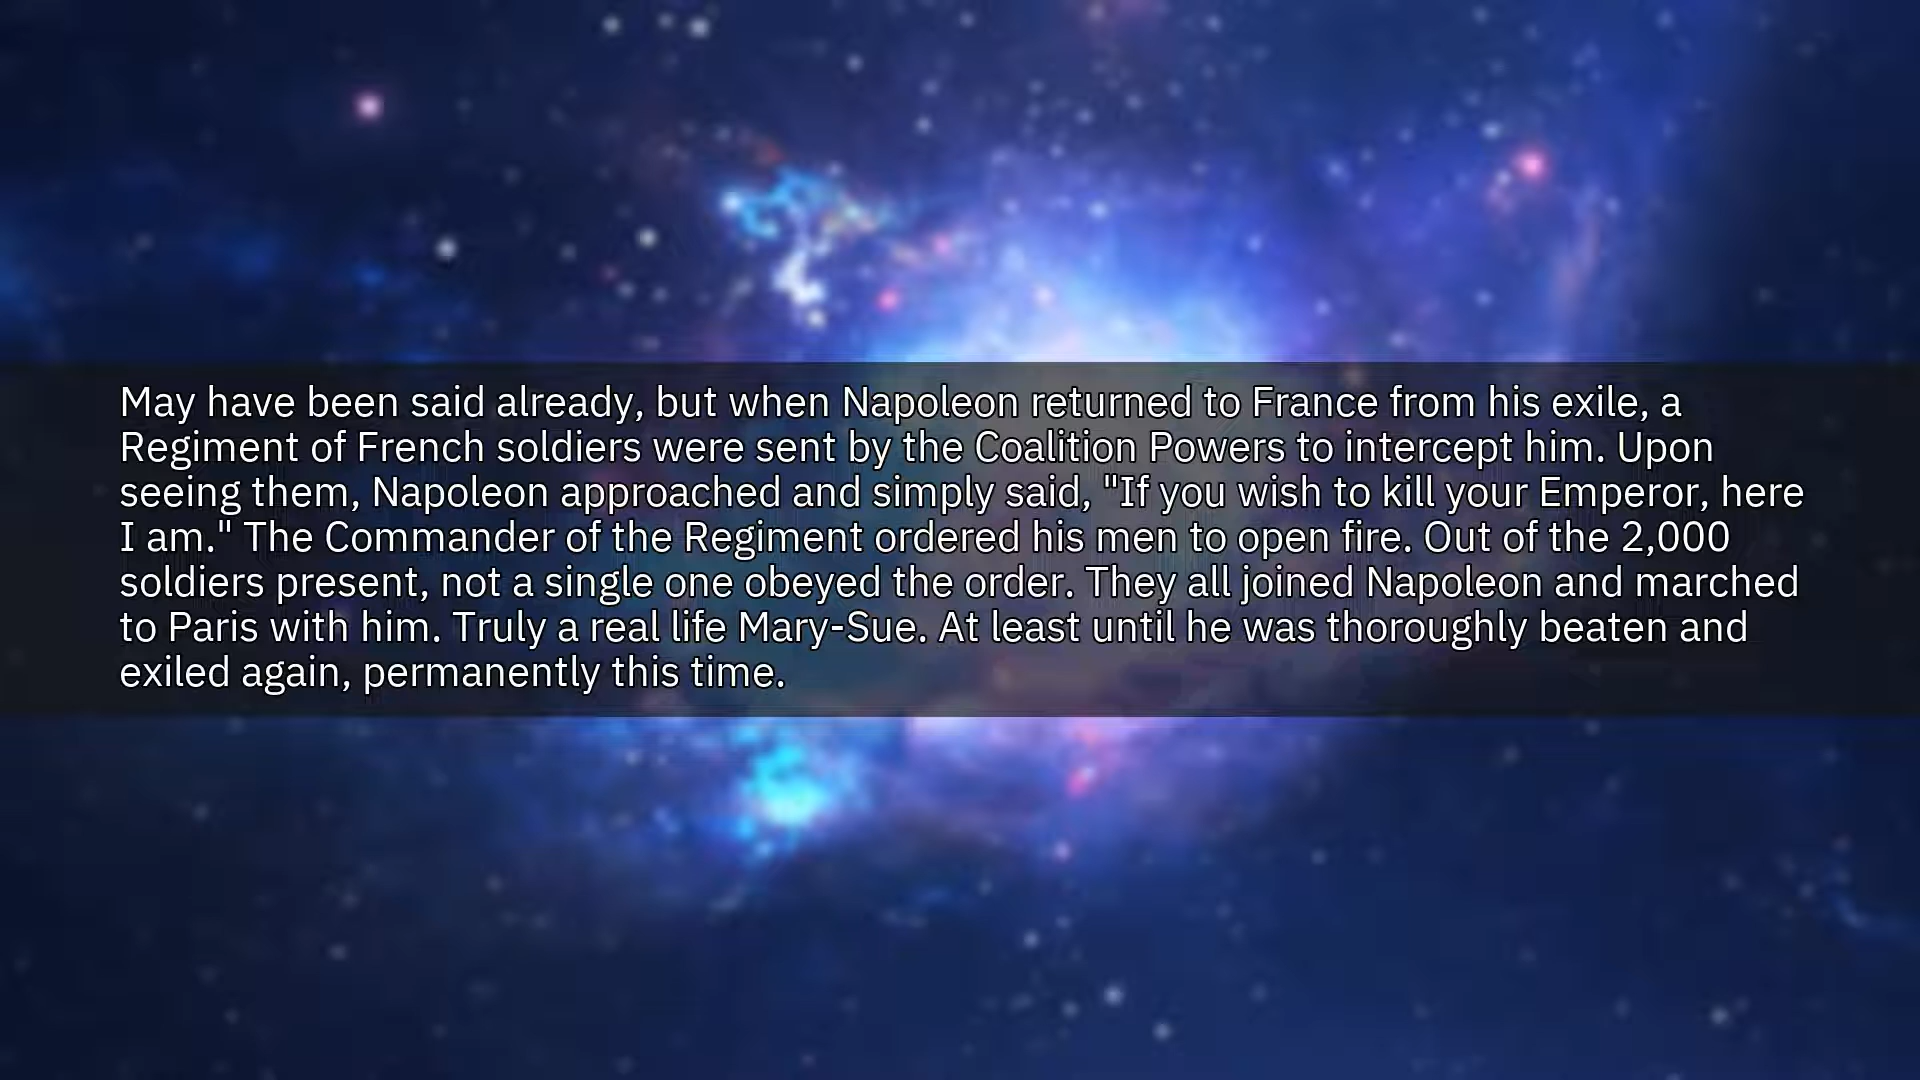 May have been said already, but when Napoleon returned to France from his exile, a
Regiment of French soldiers were sent by the Coalition Powers to intercept him. Upon
seeing them, Napoleon approached and simply said, "If you wish to kill your Emperor, here
I am." The Commander of the Regiment ordered his men to open fire. Out of the 2,000
soldiers present, not a single one obeyed the order. They all joined Napoleon and marched
to Paris with him. Truly a real life Mary-Sue. At least until he was thoroughly beaten and
exiled again, permanently this time.